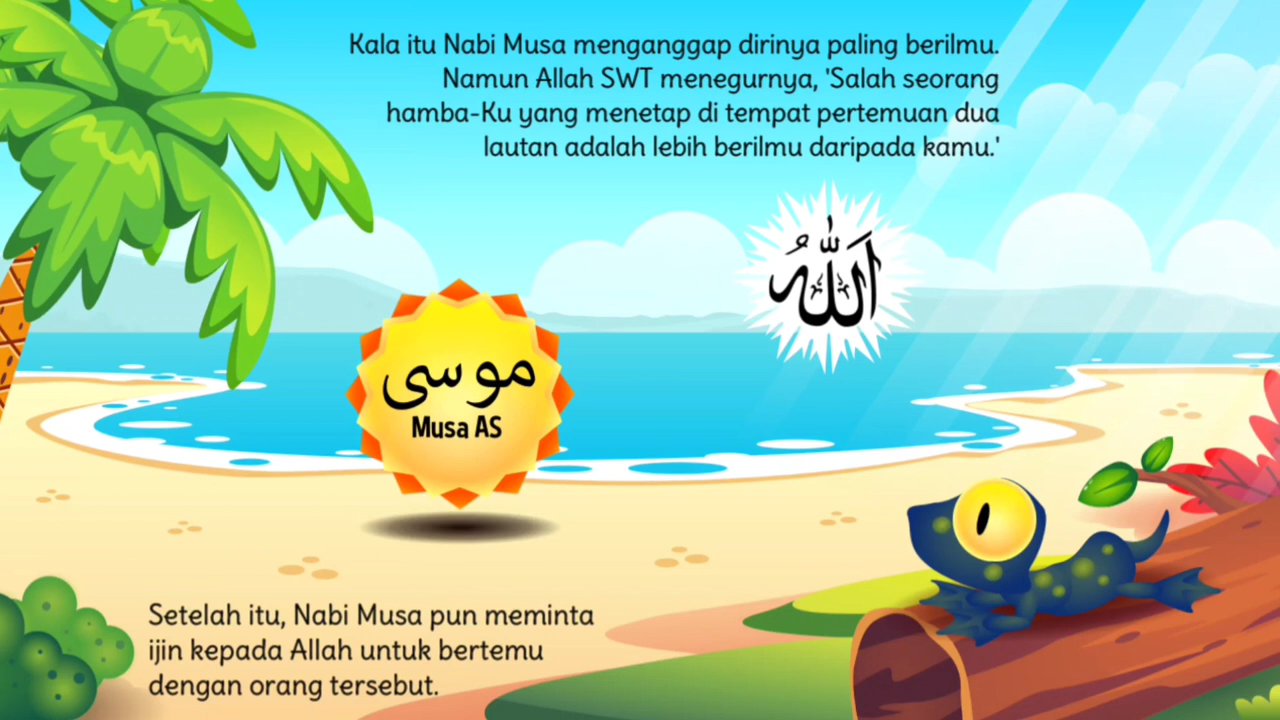 Kala itu Nabi Musa menganggap dirinya paling berilmu.
Namun Allah SWT menegurnya, 'Salah seorang
hamba-Ku yang menetap di tempat pertemuan dua
lautan adalah lebih berilmu daripada kamu.'
الله
موسى
Musa AS
Setelah itu, Nabi Musa pun meminta
ijin kepada Allah untuk bertemu
dengan orang tersebut.